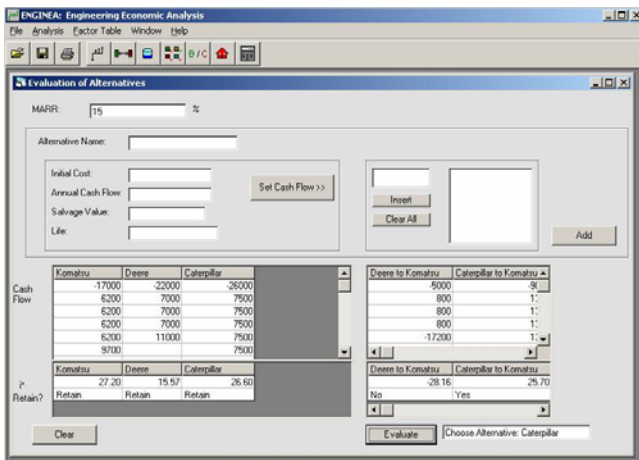 ENGINEA: Engineering Economic Analysis
File Analysis Factor Table Window Help
B/C
Evaluation of Alternatives
MARR: 15 %
Alternative Name:
Initial Cost:
Annual Cash Flow:
Salvage Value:
Life:
Set Cash Flow >>
Insert
Clear All
Add
Cash Flow
Komatsu Deere Caterpillar
-17000 -22000 -26000
6200 7000 7500
6200 7000 7500
6200 7000 7500
6200 11000 7500
9700 7500
Deere to Komatsu Caterpillar to Komatsu
-5000
800
800
800
-17200
i*
Retain?
Komatsu Deere Caterpillar
27.20 15.57 26.60
Retain Retain Retain
Deere to Komatsu Caterpillar to Komatsu
-28.16 25.70
No Yes
Clear
Evaluate
Choose Alternative: Caterpillar